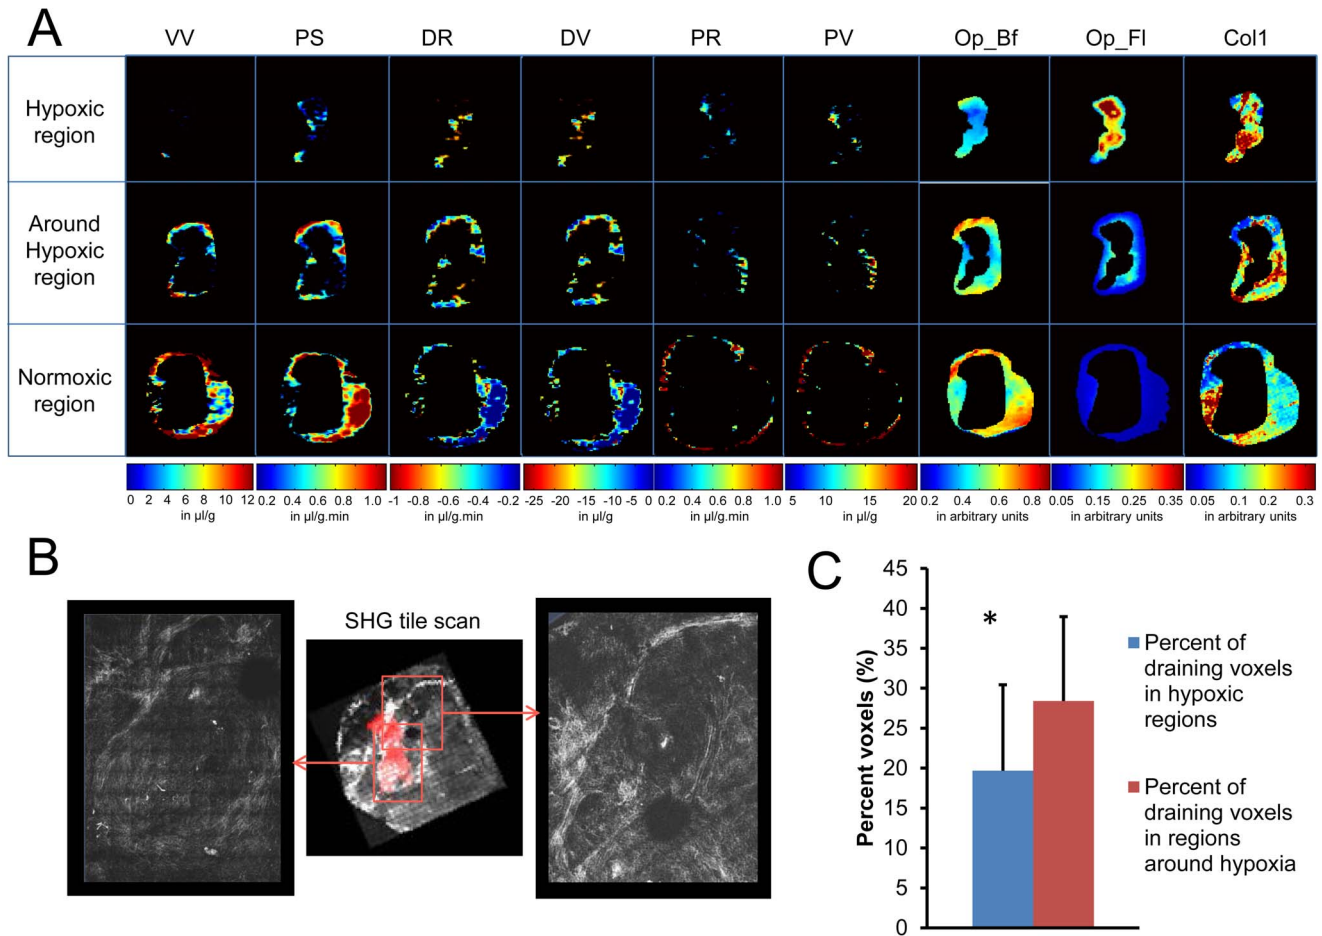 A
VV PS DR DV PR PV Op_Bf Op_Fl Col1
Hypoxic
region
Around
Hypoxic
region
Normoxic
region
0 2 4 6 8 10 12
in µl/g
0.2 0.4 0.6 0.8 1.0
in µl/g.min
-1 -0.8 -0.6 -0.4 -0.2
in µl/g.min
-25 -20 -15 -10 -5 0
in µl/g
0.2 0.4 0.6 0.8 1.0
in µl/g.min
5 10 15 20
in µl/g
0.2 0.4 0.6 0.8
in arbitrary units
0.05 0.15 0.25 0.35
in arbitrary units
0.05 0.1 0.2 0.3
in arbitrary units
B
SHG tile scan
C
Percent voxels (%)
45
40
35
30
25
20
15
10
5
0
*
Percent of
draining voxels
in hypoxic
regions
Percent of
draining voxels
in regions
around hypoxia